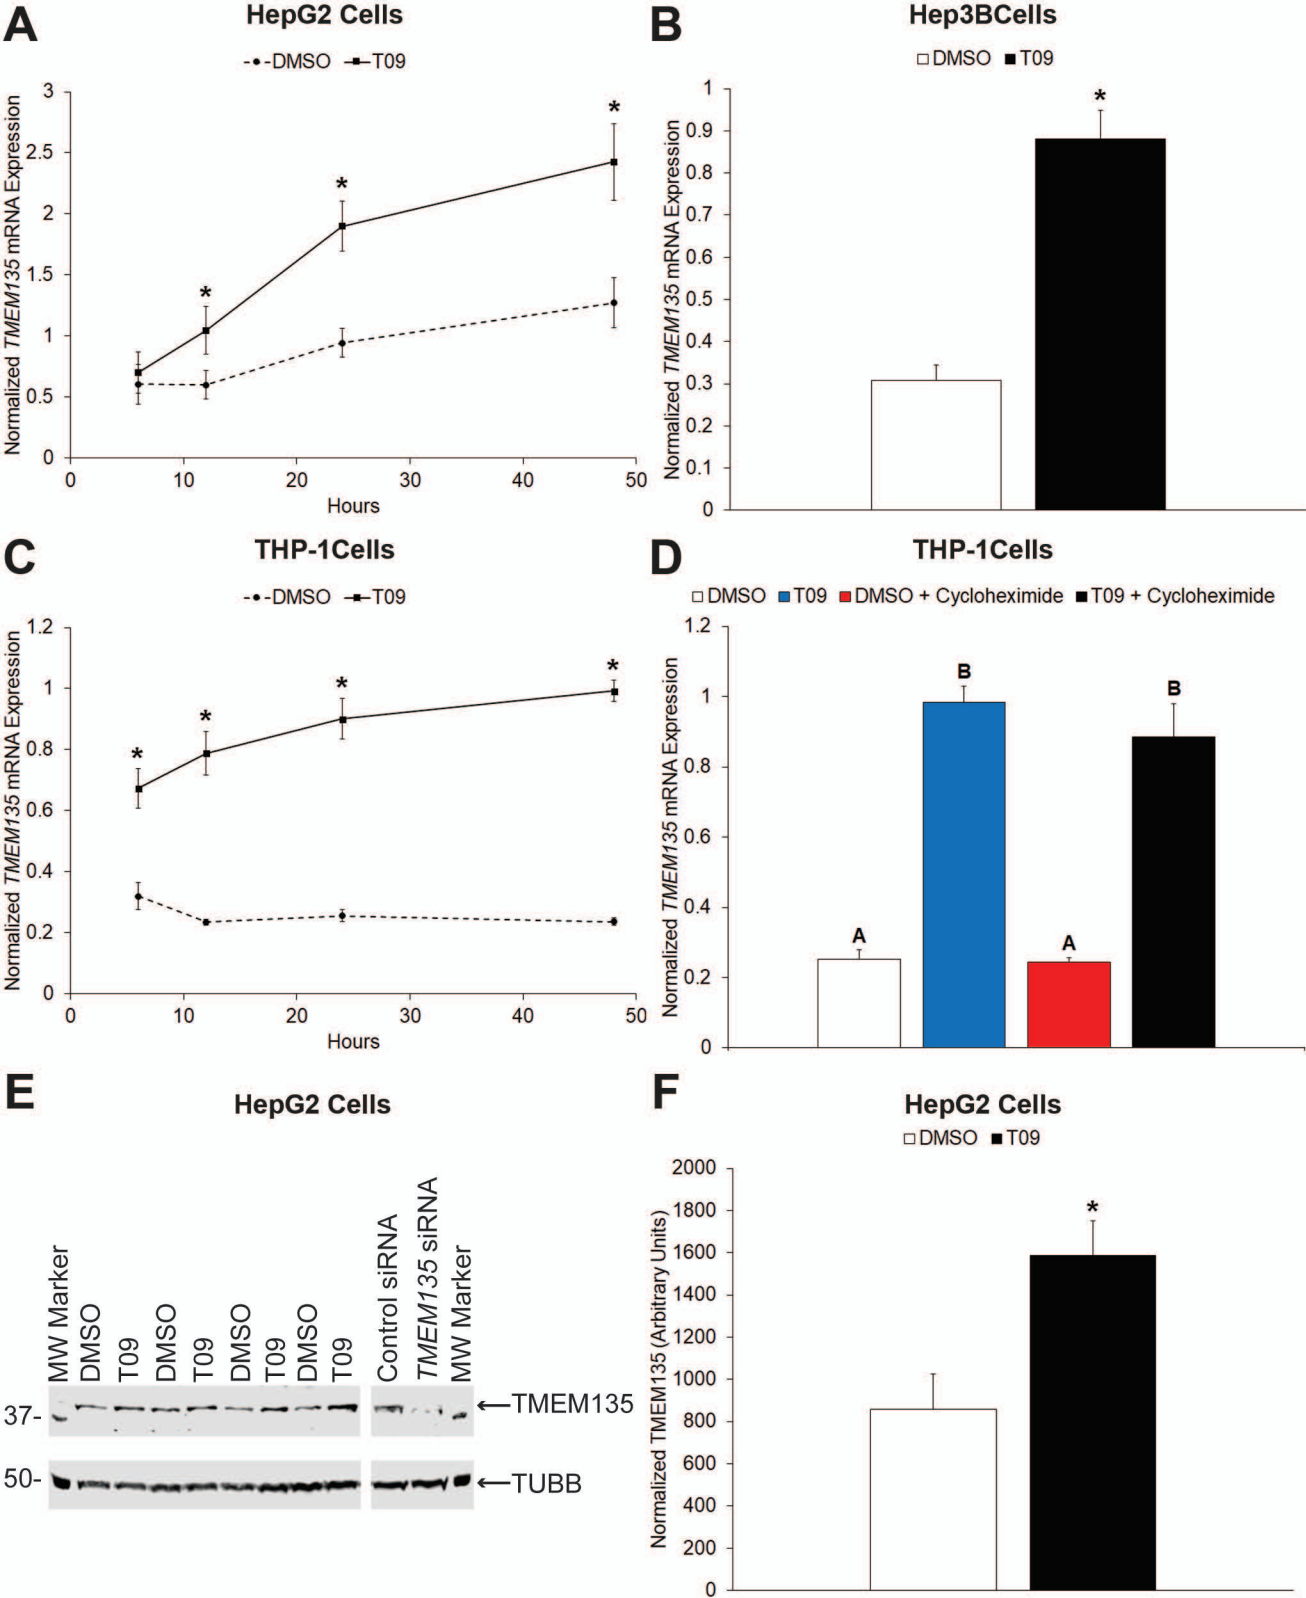 A
HepG2 Cells
DMSO T09
Normalized TMEM135 mRNA Expression
3
2.5
2
1.5
1
0.5
0
*
*
*
0 10 20 30 40 50
Hours
B
Hep3BCells
DMSO T09
Normalized TMEM135 mRNA Expression
1
0.9
0.8
0.7
0.6
0.5
0.4
0.3
0.2
0.1
0
*
C
THP-1Cells
DMSO T09
Normalized TMEM135 mRNA Expression
1.2
1
0.8
0.6
0.4
0.2
0
*
*
*
*
0 10 20 30 40 50
Hours
D
THP-1Cells
DMSO T09 DMSO + Cycloheximide T09 + Cycloheximide
Normalized TMEM135 mRNA Expression
1.2
1
0.8
0.6
0.4
0.2
0
A
B
A
B
E
HepG2 Cells
MW Marker
DMSO
T09
DMSO
T09
DMSO
T09
DMSO
T09
Control siRNA
TMEM135 siRNA
MW Marker
37-
←TMEM135
50-
←TUBB
F
HepG2 Cells
DMSO T09
Normalized TMEM135 (Arbitrary Units)
2000
1800
1600
1400
1200
1000
800
600
400
200
0
*